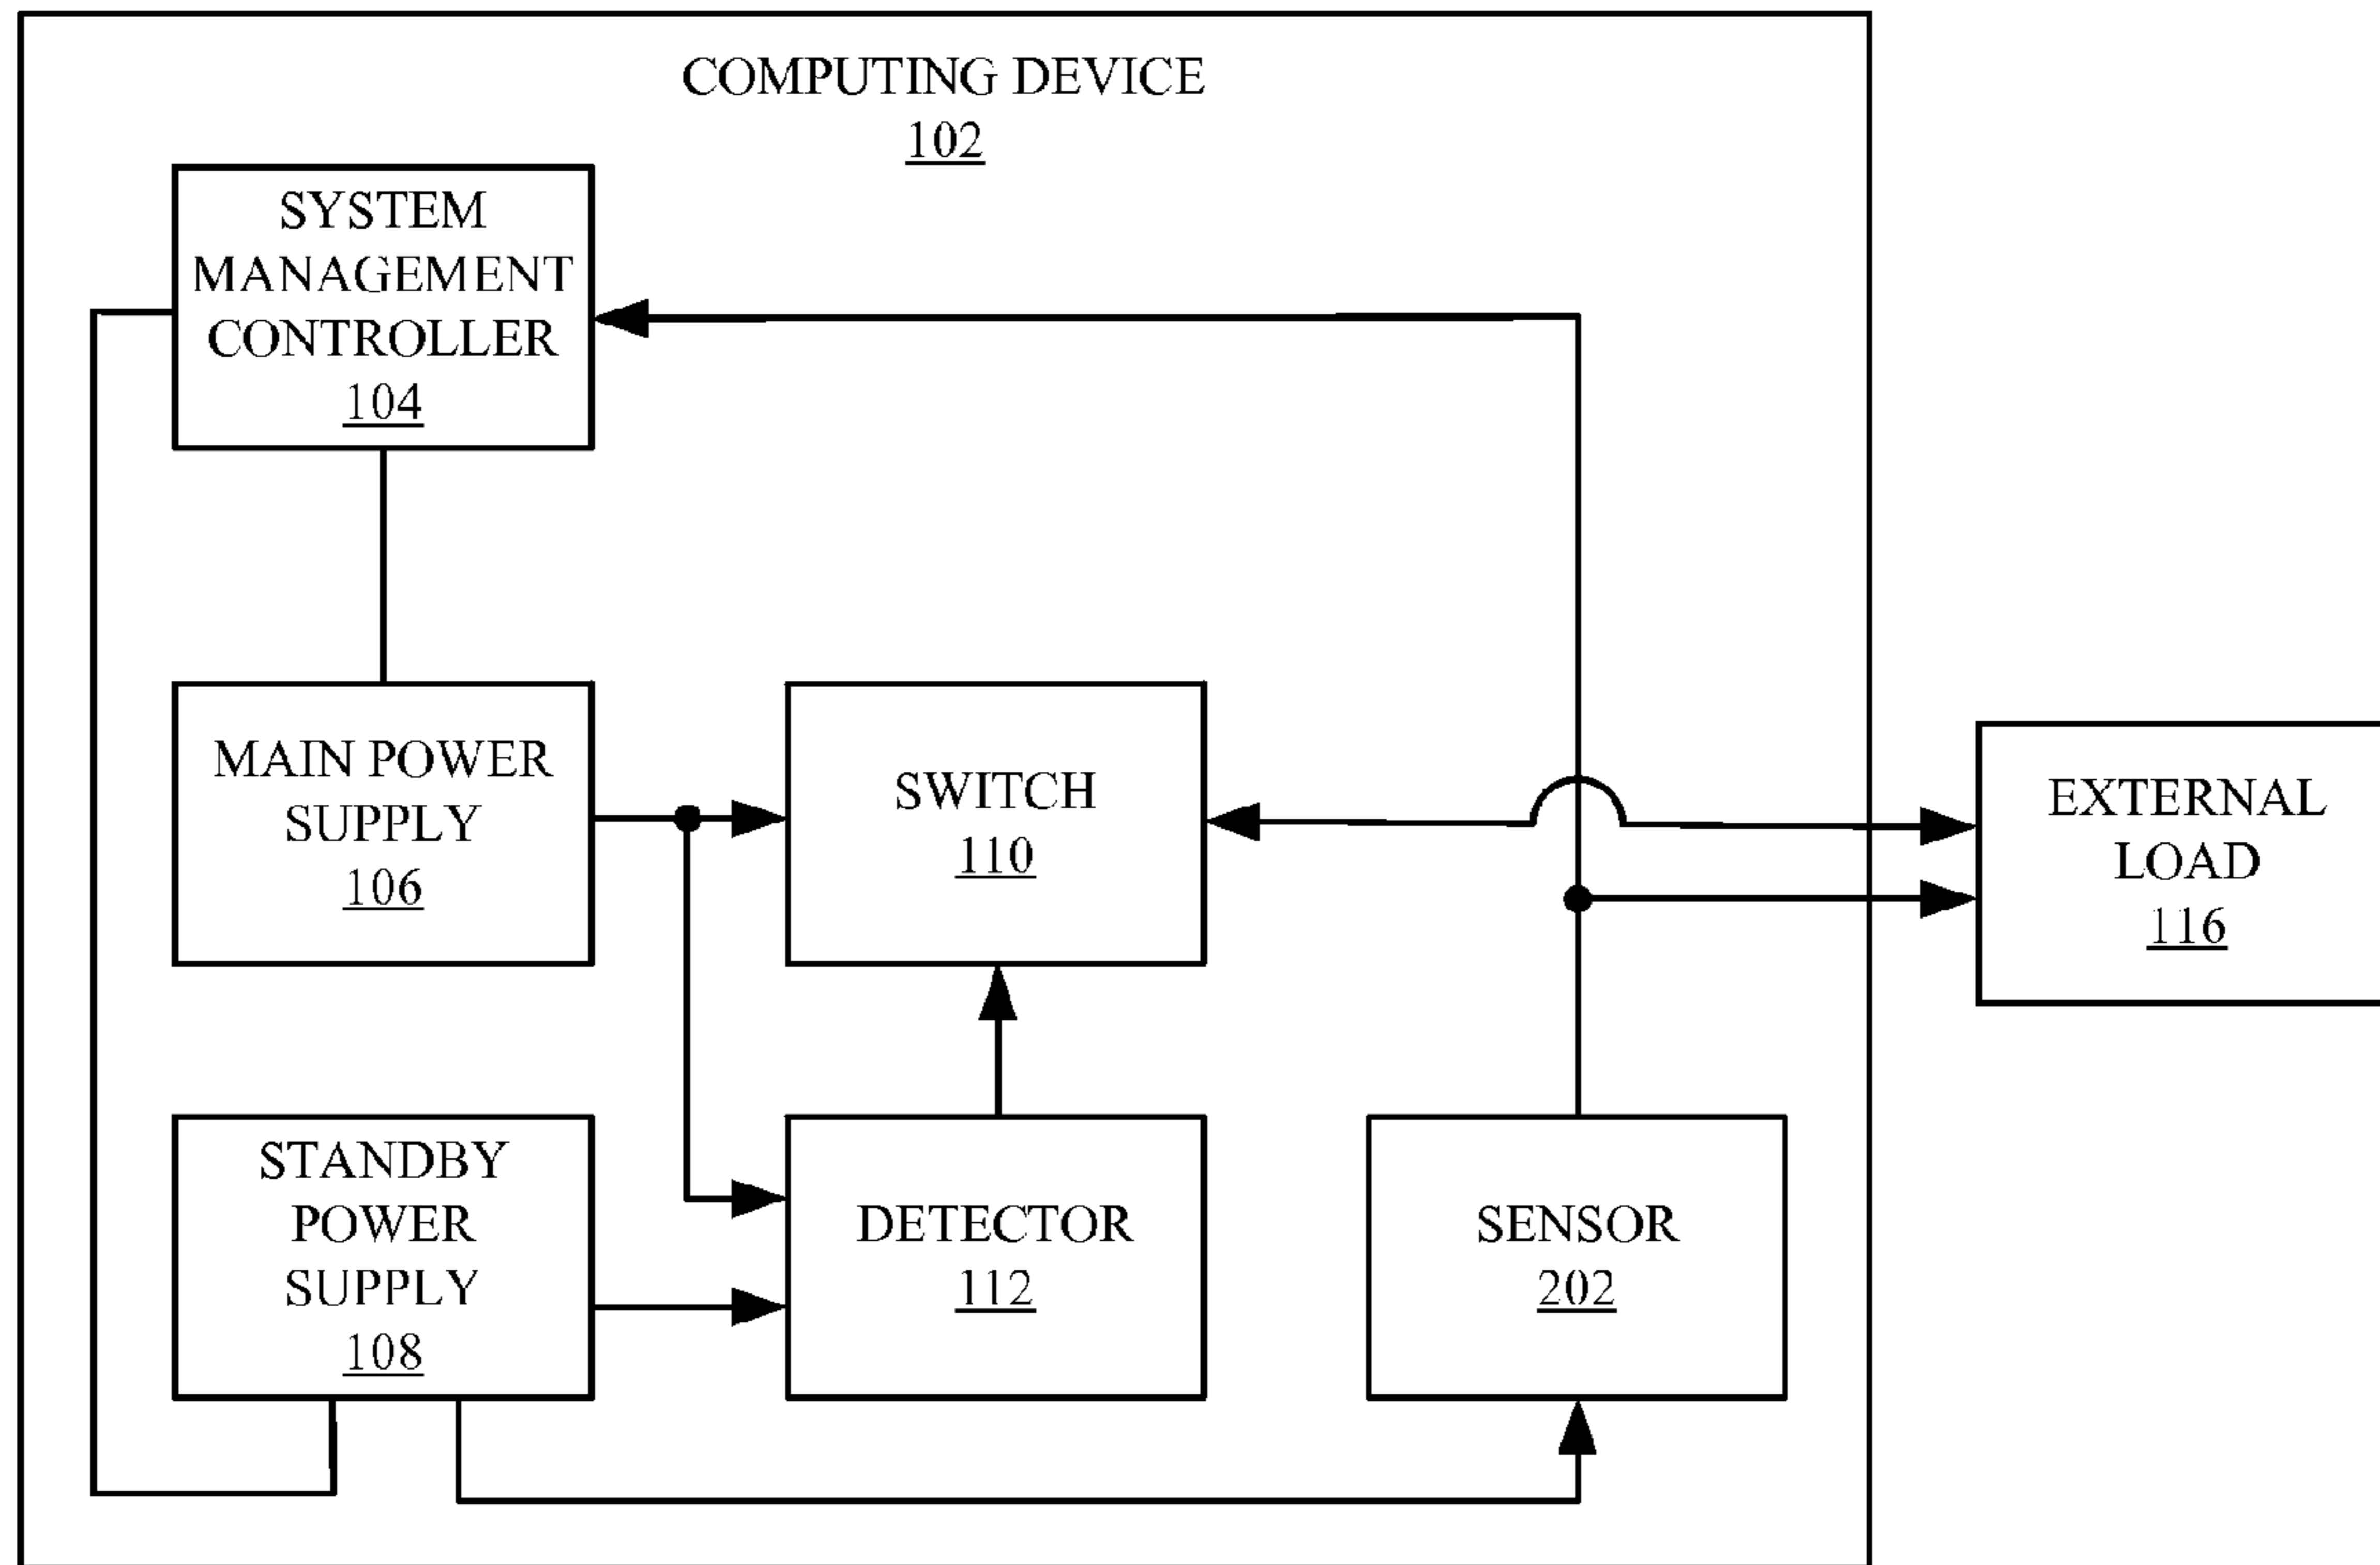 COMPUTING DEVICE
102
SYSTEM
MANAGEMENT
CONTROLLER
104
MAIN POWER
SUPPLY
106
SWITCH
110
EXTERNAL
LOAD
116
STANDBY
POWER
SUPPLY
108
DETECTOR
112
SENSOR
202